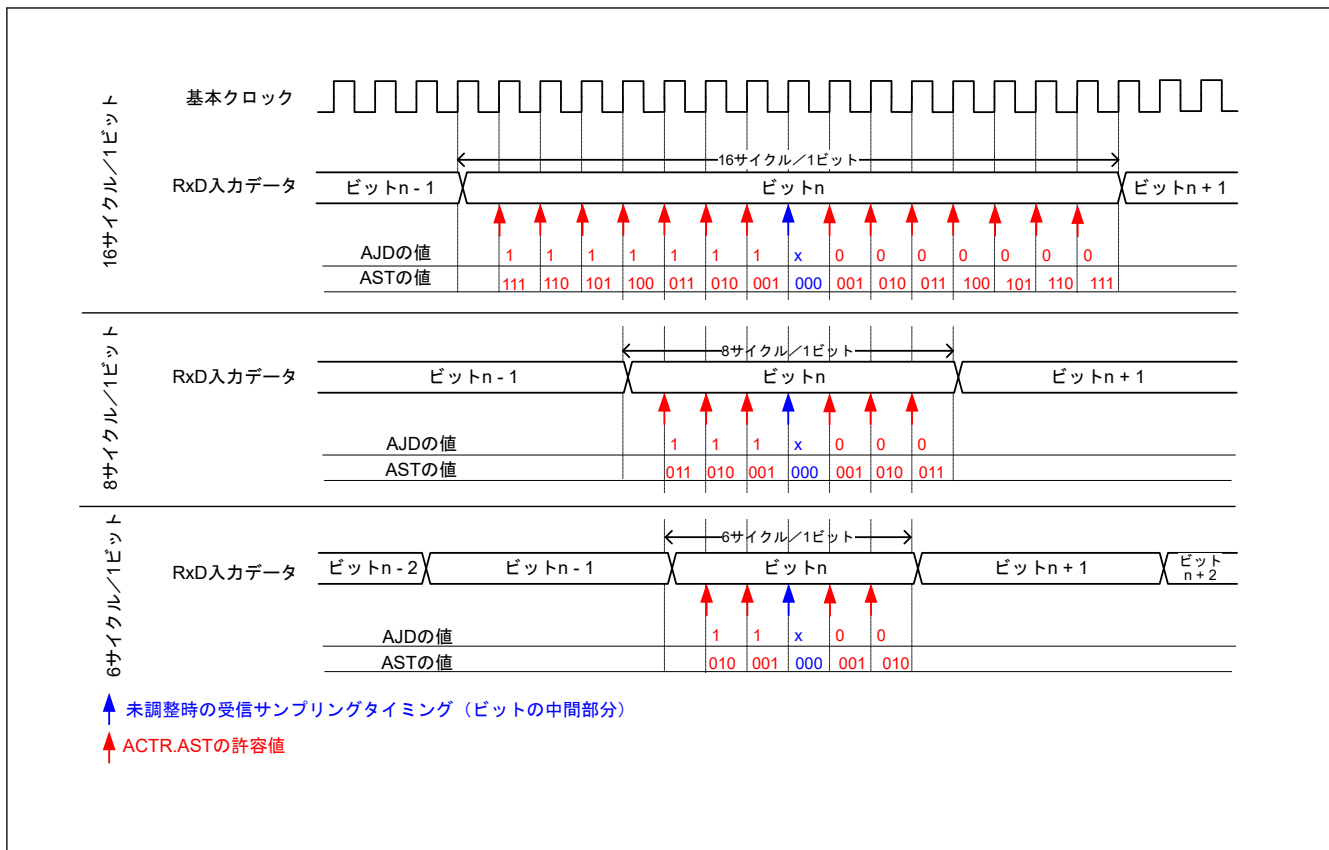 16サイクル/1ビット
基本クロック
16サイクル/1ビット
RxD入力データ
ビットn - 1
ビットn
ビットn + 1
AJDの値
1 1 1 1 1 1 1 x 0 0 0 0 0 0 0
ASTの値
111 110 101 100 011 010 001 000 001 010 011 100 101 110 111
8サイクル/1ビット
8サイクル/1ビット
RxD入力データ
ビットn - 1
ビットn
ビットn + 1
AJDの値
1 1 1 x 0 0 0
ASTの値
011 010 001 000 001 010 011
6サイクル/1ビット
6サイクル/1ビット
RxD入力データ
ビットn - 2
ビットn - 1
ビットn
ビットn + 1
ビット
n + 2
AJDの値
1 1 x 0 0
ASTの値
010 001 000 001 010
未調整時の受信サンプリングタイミング（ビットの中間部分）
ACTR.ASTの許容値